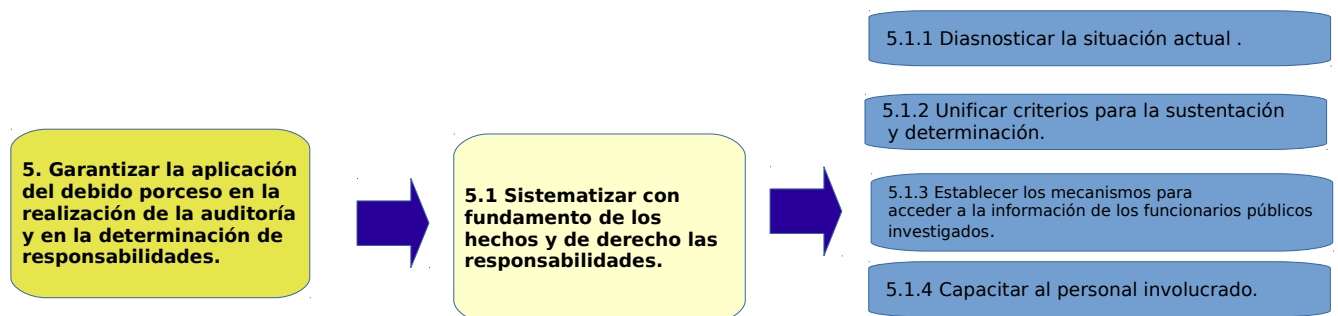 5. Garantizar la aplicación
del debido porceso en la
realización de la auditoría
y en la determinación de
responsabilidades.
5.1 Sistematizar con
fundamento de los
hechos y de derecho las
responsabilidades.
5.1.1 Diasnosticar la situación actual .
5.1.2 Unificar criterios para la sustentación
y determinación.
5.1.3 Establecer los mecanismos para
acceder a la información de los funcionarios públicos
investigados.
5.1.4 Capacitar al personal involucrado.